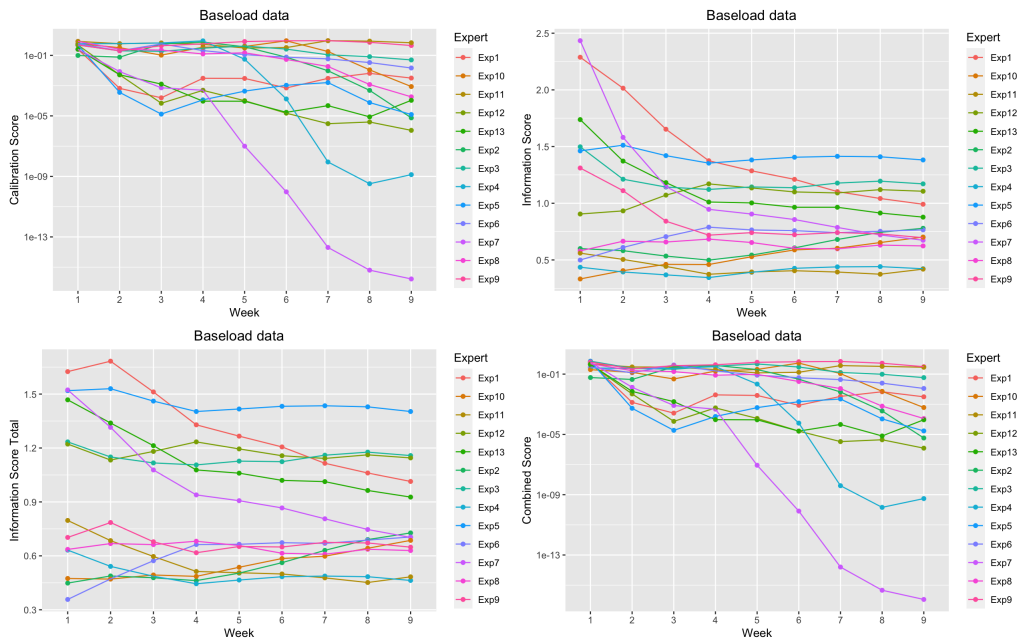 Baseload data
Calibration Score
1e-01
1e-05
1e-09
1e-13
1 2 3 4 5 6 7 8 9
Week
Expert
Exp1
Exp10
Exp11
Exp12
Exp13
Exp2
Exp3
Exp4
Exp5
Exp6
Exp7
Exp8
Exp9
Baseload data
Information Score
2.5
2.0
1.5
1.0
0.5
1 2 3 4 5 6 7 8 9
Week
Expert
Exp1
Exp10
Exp11
Exp12
Exp13
Exp2
Exp3
Exp4
Exp5
Exp6
Exp7
Exp8
Exp9
Baseload data
Information Score Total
1.5
1.2
0.9
0.6
0.3
1 2 3 4 5 6 7 8 9
Week
Expert
Exp1
Exp10
Exp11
Exp12
Exp13
Exp2
Exp3
Exp4
Exp5
Exp6
Exp7
Exp8
Exp9
Baseload data
Combined Score
1e-01
1e-05
1e-09
1e-13
1 2 3 4 5 6 7 8 9
Week
Expert
Exp1
Exp10
Exp11
Exp12
Exp13
Exp2
Exp3
Exp4
Exp5
Exp6
Exp7
Exp8
Exp9